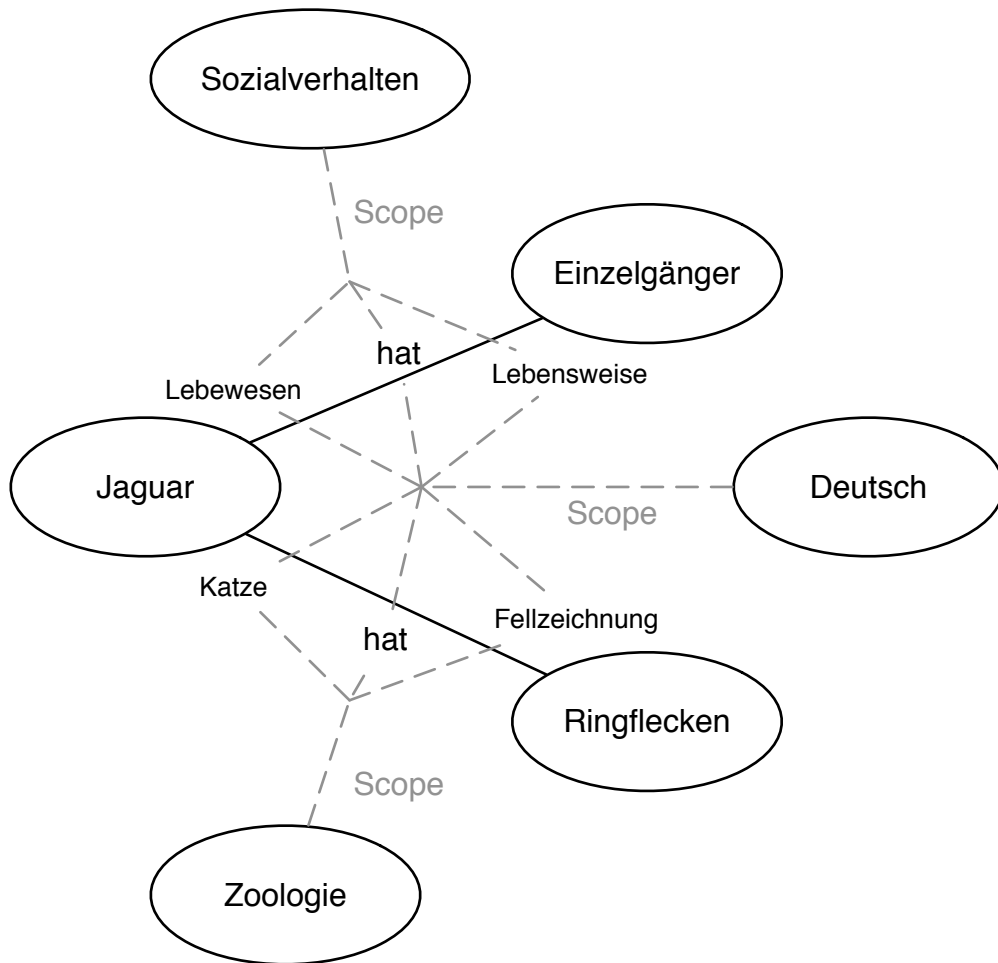 Sozialverhalten
Scope
Einzelgänger
hat
Lebensweise
Lebewesen
Jaguar
Deutsch
Scope
Katze
Fellzeichnung
hat
Ringflecken
Scope
Zoologie